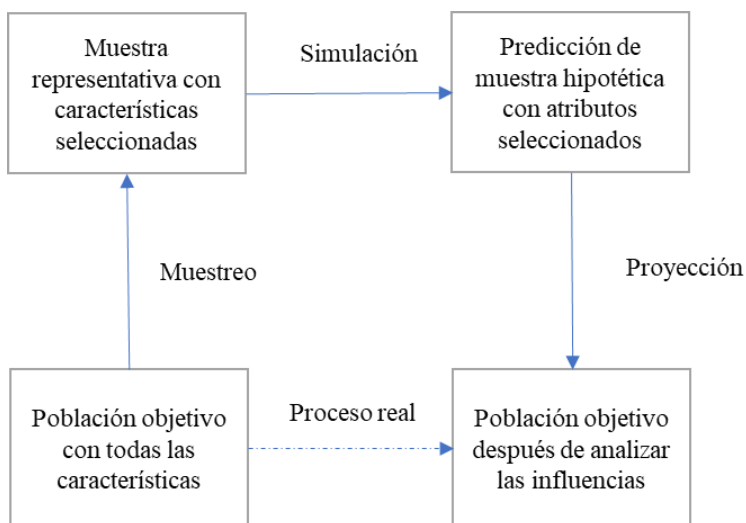 Muestra
representativa con
características
seleccionadas
Simulación
Predicción de
muestra hipotética
con atributos
seleccionados
Muestreo
Proyección
Población objetivo
con todas las
características
Proceso real
Población objetivo
después de analizar
las influencias